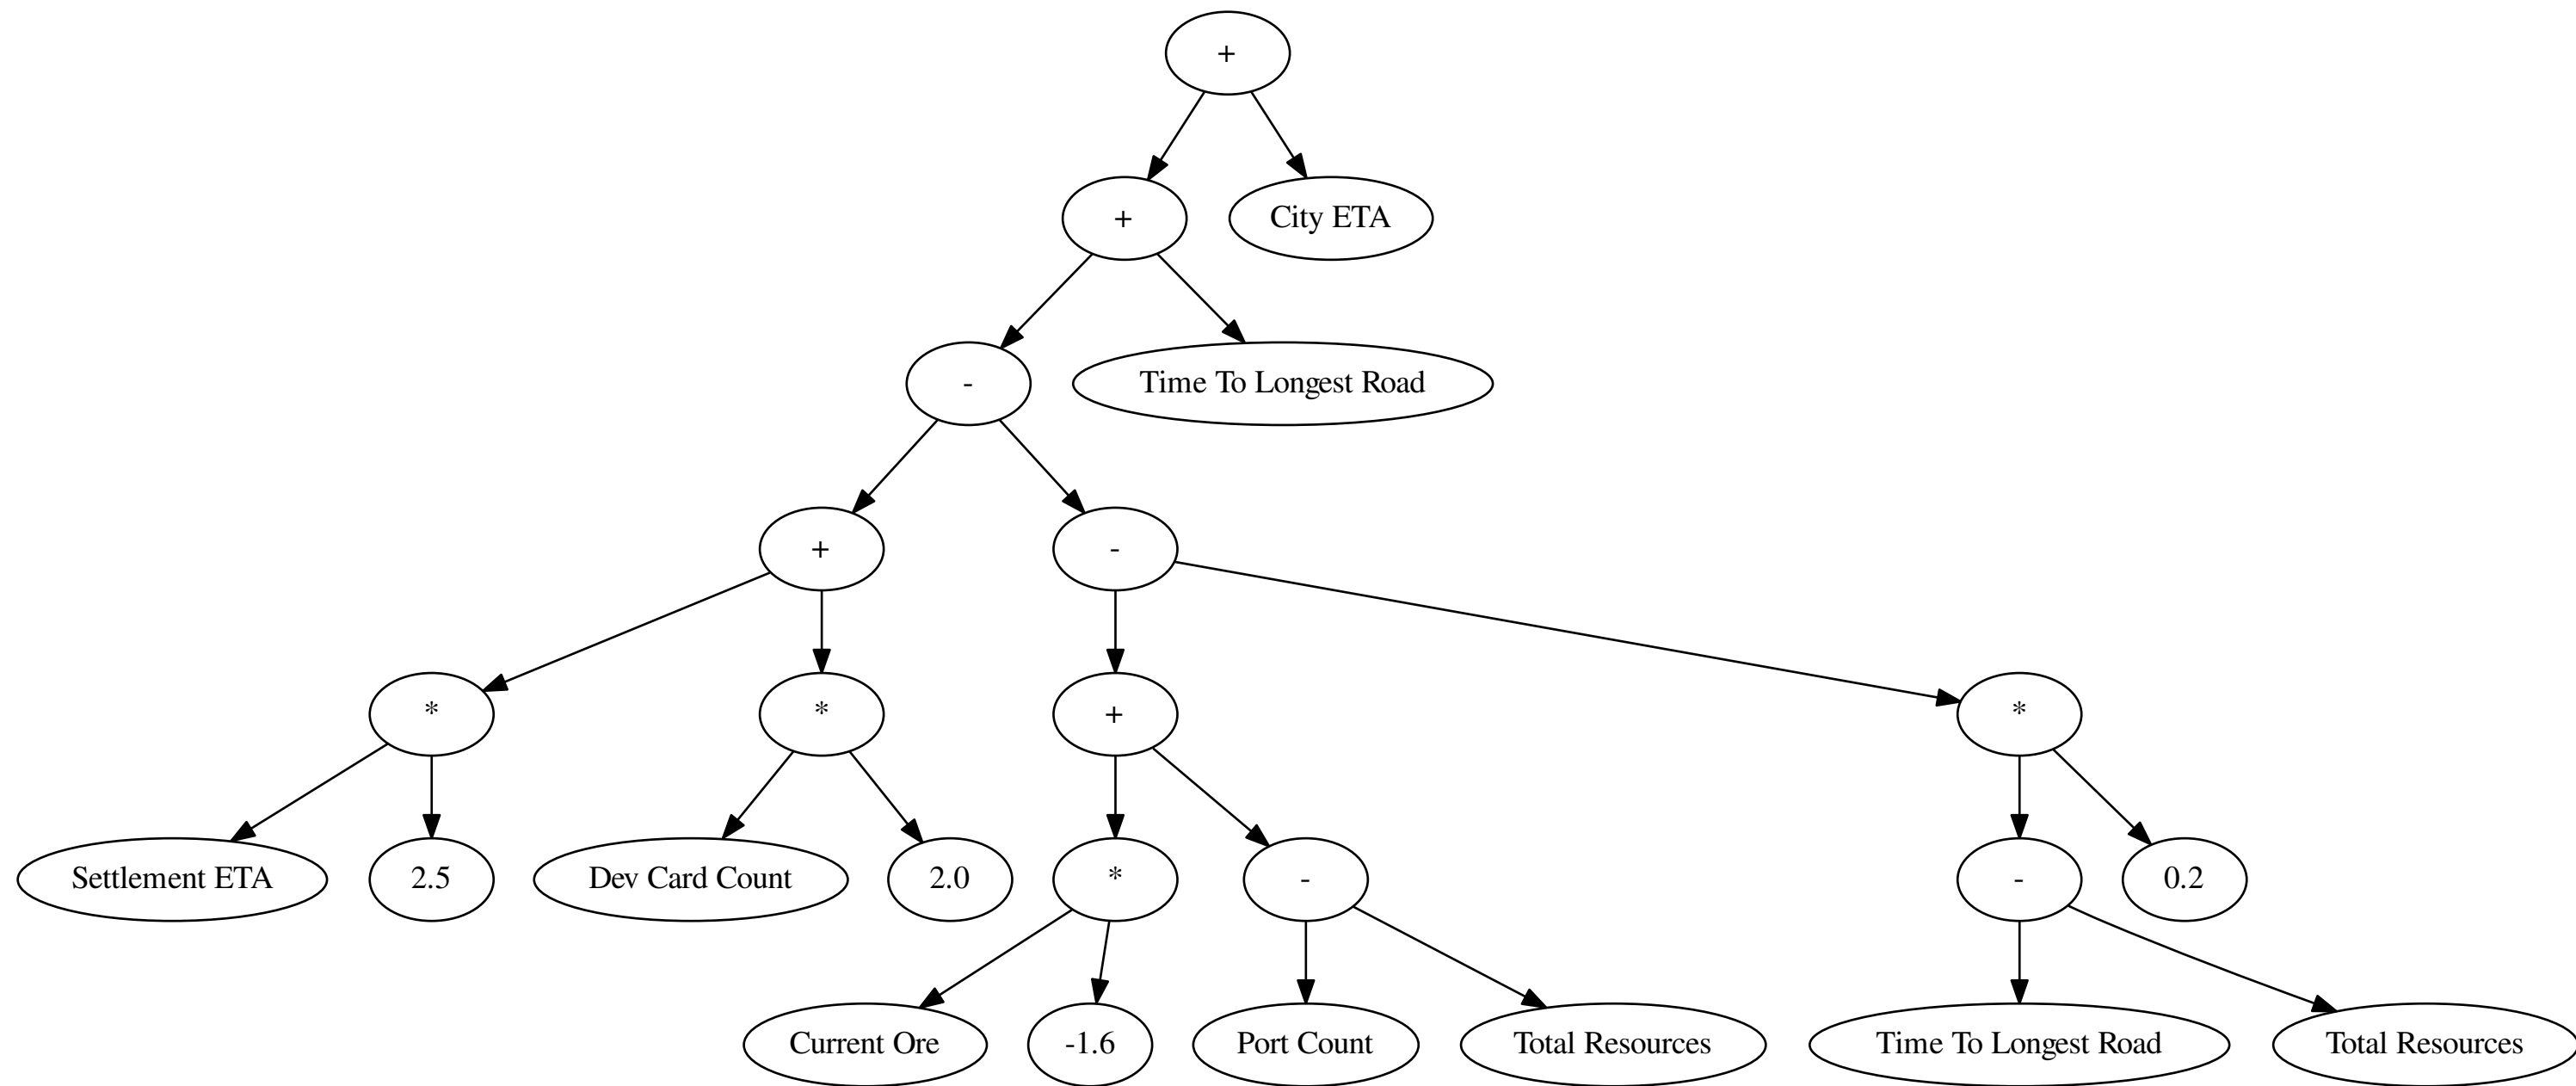 +
+
City ETA
-
Time To Longest Road
+
-
*
*
+
*
Settlement ETA
2.5
Dev Card Count
2.0
*
-
-
0.2
Current Ore
-1.6
Port Count
Total Resources
Time To Longest Road
Total Resources